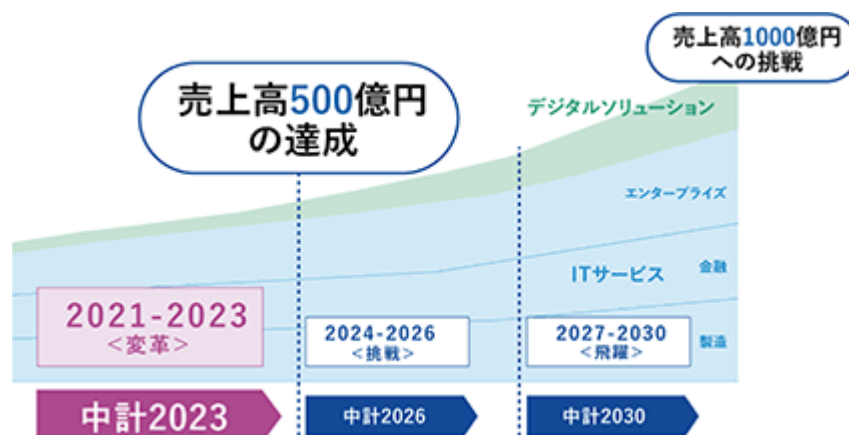 売上高1000億円
への挑戦
売上高500億円
の達成
デジタルソリューション
エンタープライズ
ITサービス
金融
製造
2021-2023
<変革>
2024-2026
<挑戦>
2027-2030
<飛躍>
中計2023
中計2026
中計2030